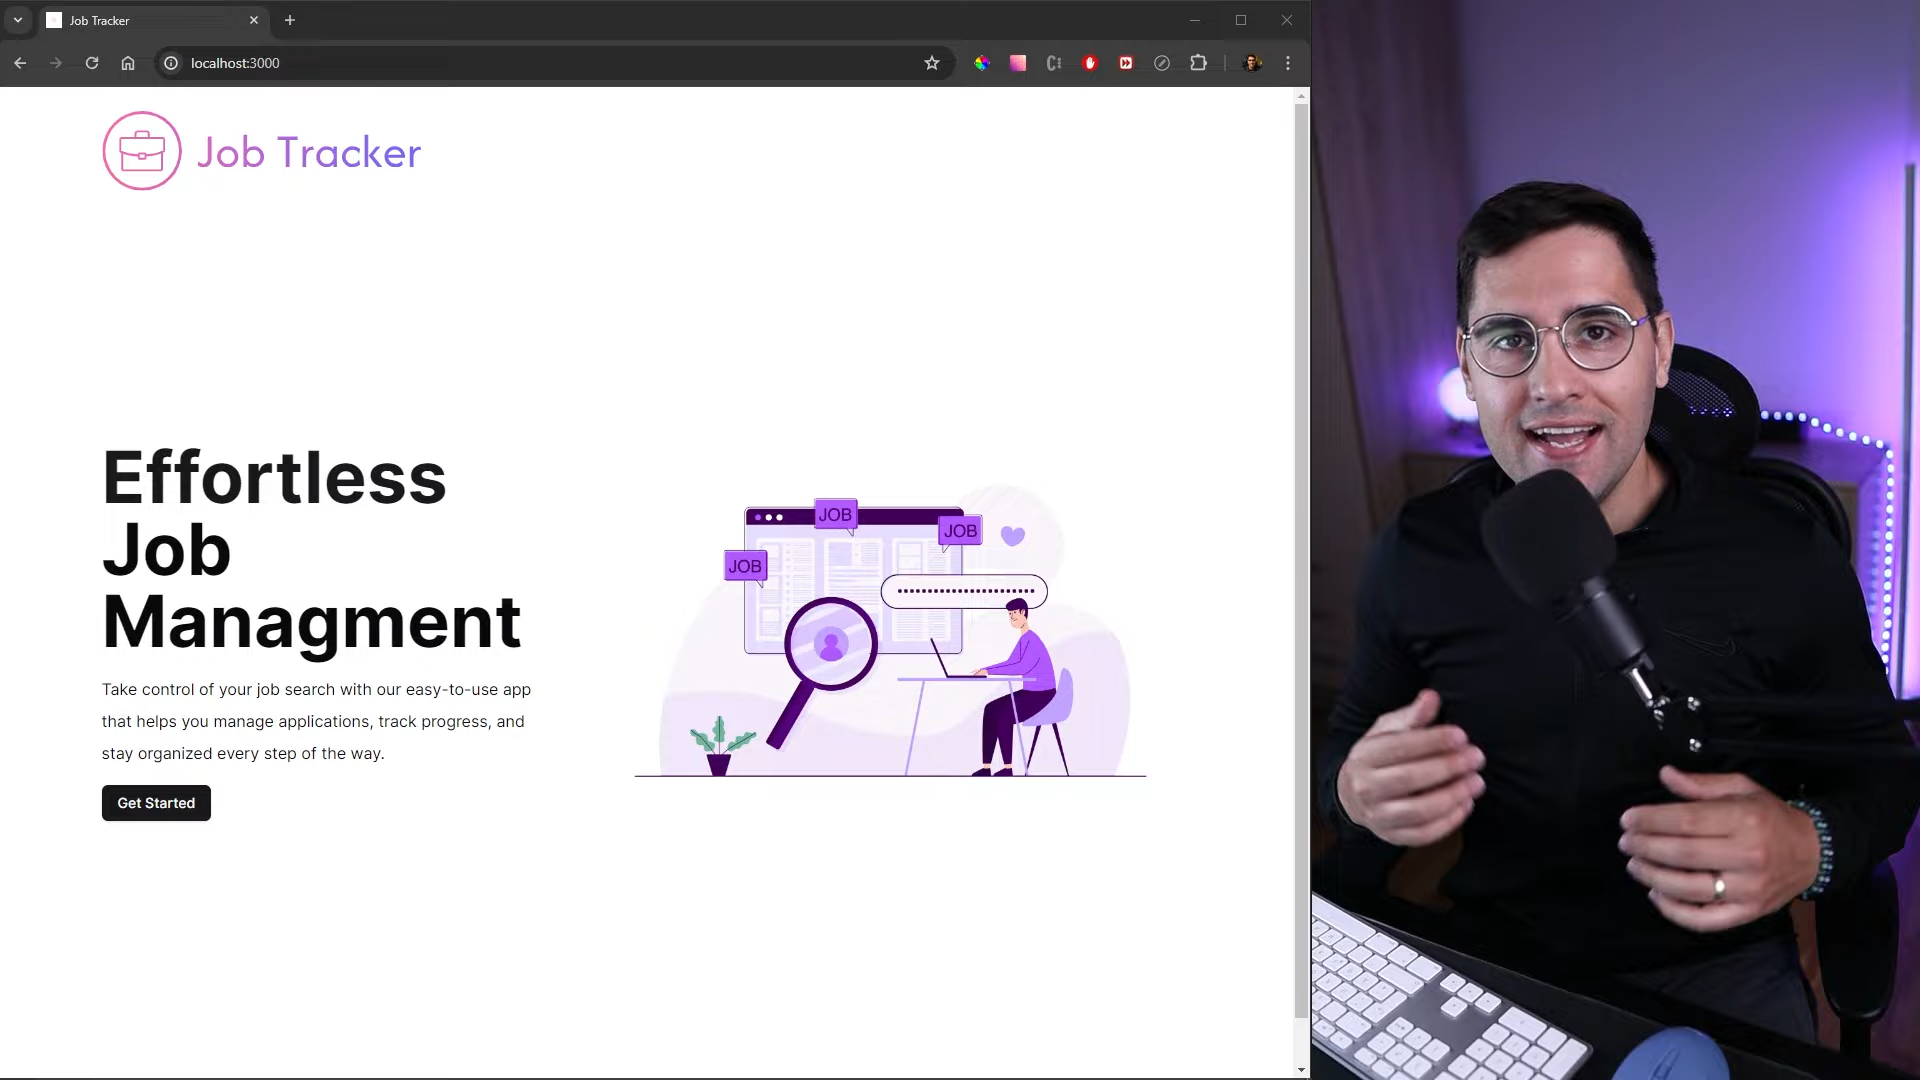 Job Tracker
localhost:3000
Job Tracker
Effortless
Job
Managment
Take control of your job search with our easy-to-use app
that helps you manage applications, track progress, and
stay organized every step of the way.
Get Started
JOB
JOB
JOB